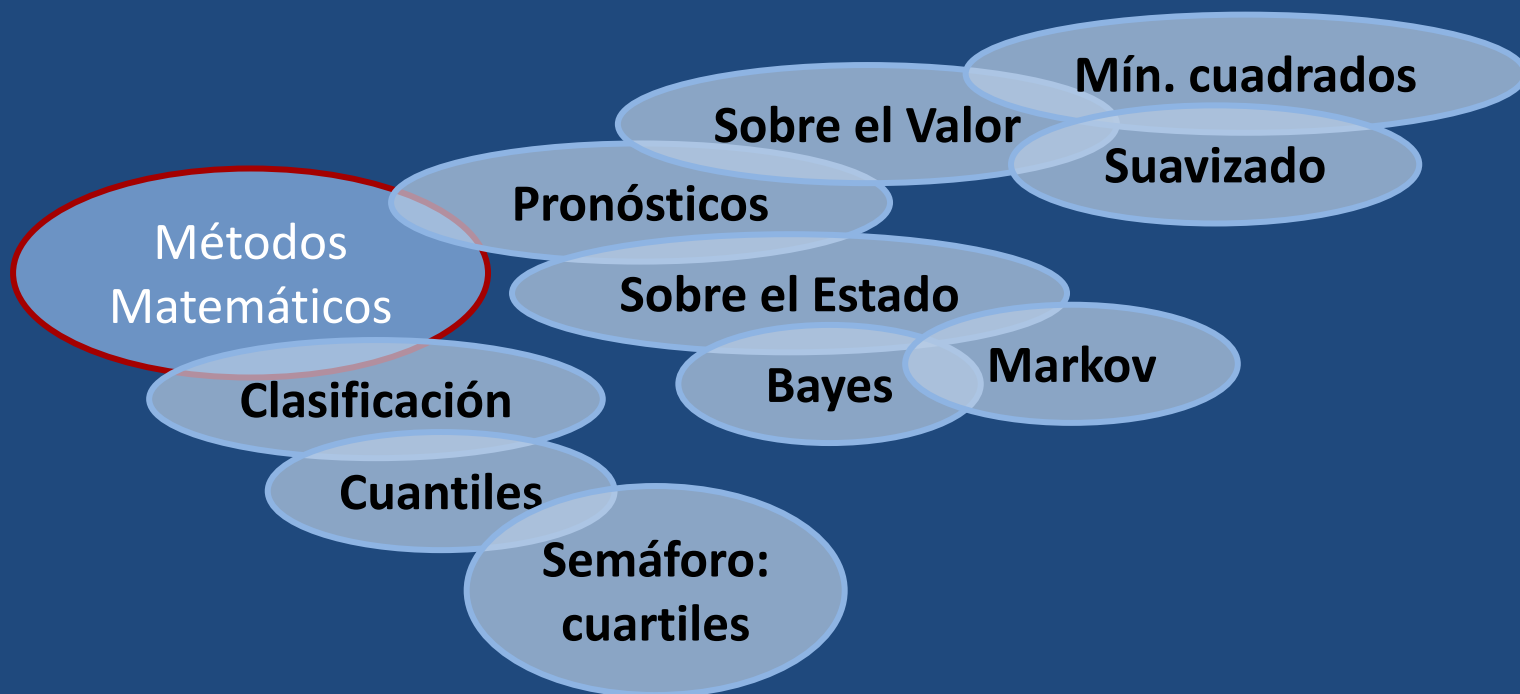 Métodos
Matemáticos
Pronósticos
Sobre el Valor
Mín. cuadrados
Suavizado
Sobre el Estado
Bayes
Markov
Clasificación
Cuantiles
Semáforo:
cuartiles